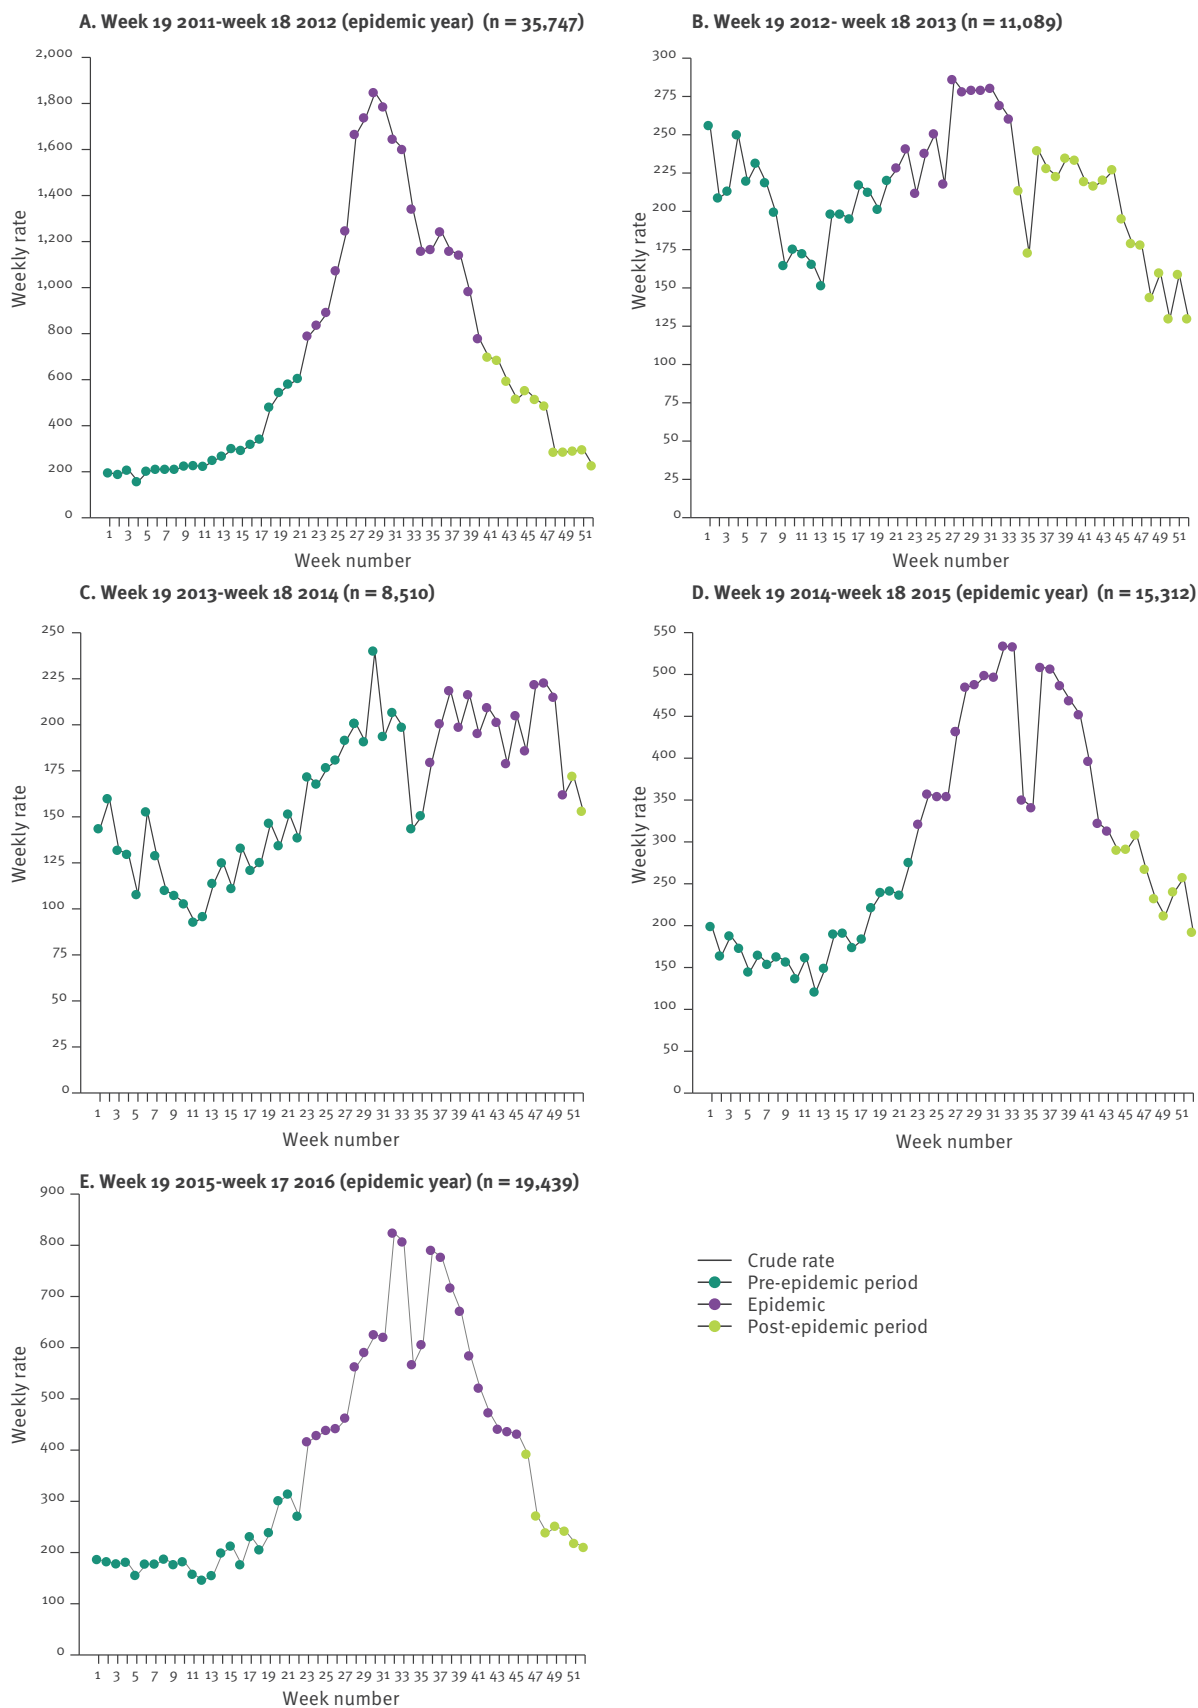 A. Week 19 2011-week 18 2012 (epidemic year) (n = 35,747)
2,000
1,800
1,600
1,400
1,200
1,000
800
600
400
200
0
Weekly rate
1 3 5 7 9 11 13 15 17 19 21 23 25 27 29 31 33 35 37 39 41 43 45 47 49 51
Week number
B. Week 19 2012- week 18 2013 (n = 11,089)
300
275
250
225
200
175
150
125
100
75
50
25
0
Weekly rate
1 3 5 7 9 11 13 15 17 19 21 23 25 27 29 31 33 35 37 39 41 43 45 47 49 51
Week number
C. Week 19 2013-week 18 2014 (n = 8,510)
250
225
200
175
150
125
100
75
50
25
0
Weekly rate
1 3 5 7 9 11 13 15 17 19 21 23 25 27 29 31 33 35 37 39 41 43 45 47 49 51
Week number
D. Week 19 2014-week 18 2015 (epidemic year) (n = 15,312)
550
500
450
400
350
300
250
200
150
100
50
0
Weekly rate
1 3 5 7 9 11 13 15 17 19 21 23 25 27 29 31 33 35 37 39 41 43 45 47 49 51
Week number
E. Week 19 2015-week 17 2016 (epidemic year) (n = 19,439)
900
800
700
600
500
400
300
200
100
0
Weekly rate
1 3 5 7 9 11 13 15 17 19 21 23 25 27 29 31 33 35 37 39 41 43 45 47 49 51
Week number
Crude rate
Pre-epidemic period
Epidemic
Post-epidemic period